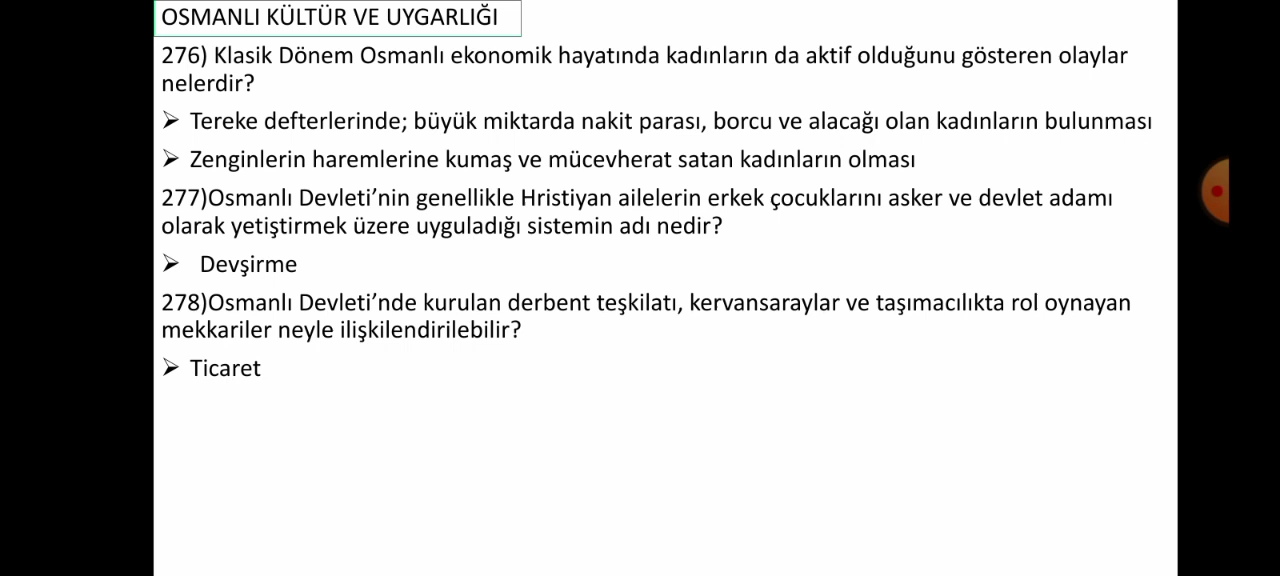 OSMANLI KÜLTÜR VE UYGARLIĞI
276) Klasik Dönem Osmanlı ekonomik hayatında kadınların da aktif olduğunu gösteren olaylar
nelerdir?
➢ Tereke defterlerinde; büyük miktarda nakit parası, borcu ve alacağı olan kadınların bulunması
➢ Zenginlerin haremlerine kumaş ve mücevherat satan kadınların olması
277)Osmanlı Devleti’nin genellikle Hristiyan ailelerin erkek çocuklarını asker ve devlet adamı
olarak yetiştirmek üzere uyguladığı sistemin adı nedir?
➢ Devşirme
278)Osmanlı Devleti’nde kurulan derbent teşkilatı, kervansaraylar ve taşımacılıkta rol oynayan
mekkariler neyle ilişkilendirilebilir?
➢ Ticaret